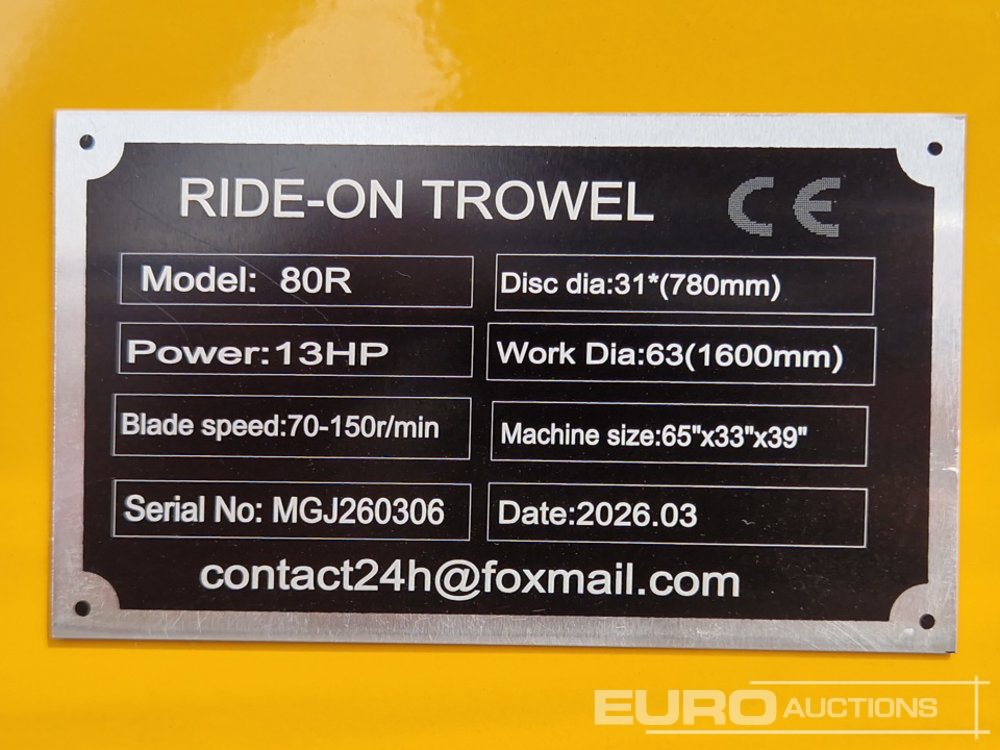 RIDE-ON TROWEL CE
Model: 80R
Disc dia:31*(780mm)
Power:13HP
Work Dia:63(1600mm)
Blade speed:70-150r/min
Machine size:65"x33"x39"
Serial No: MGJ260306
Date:2026.03
contact24h@foxmail.com
EURO AUCTIONS